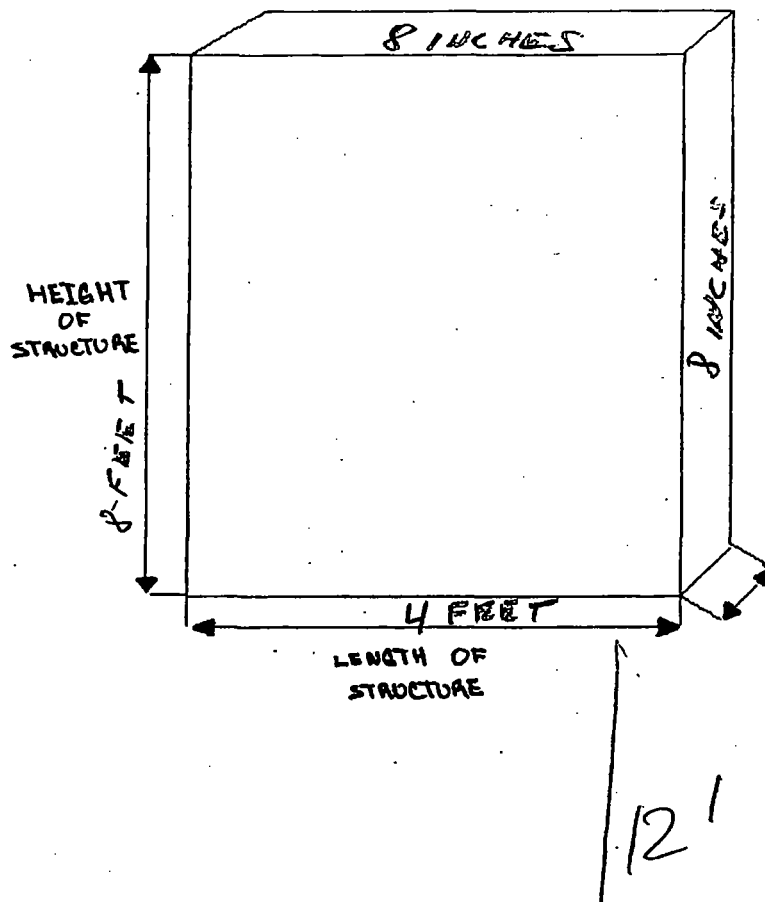 8 INCHES
HEIGHT
OF
STRUCTURE
8 INCHES
8-FEET
4 FEET
LENGTH OF
STRUCTURE
12'